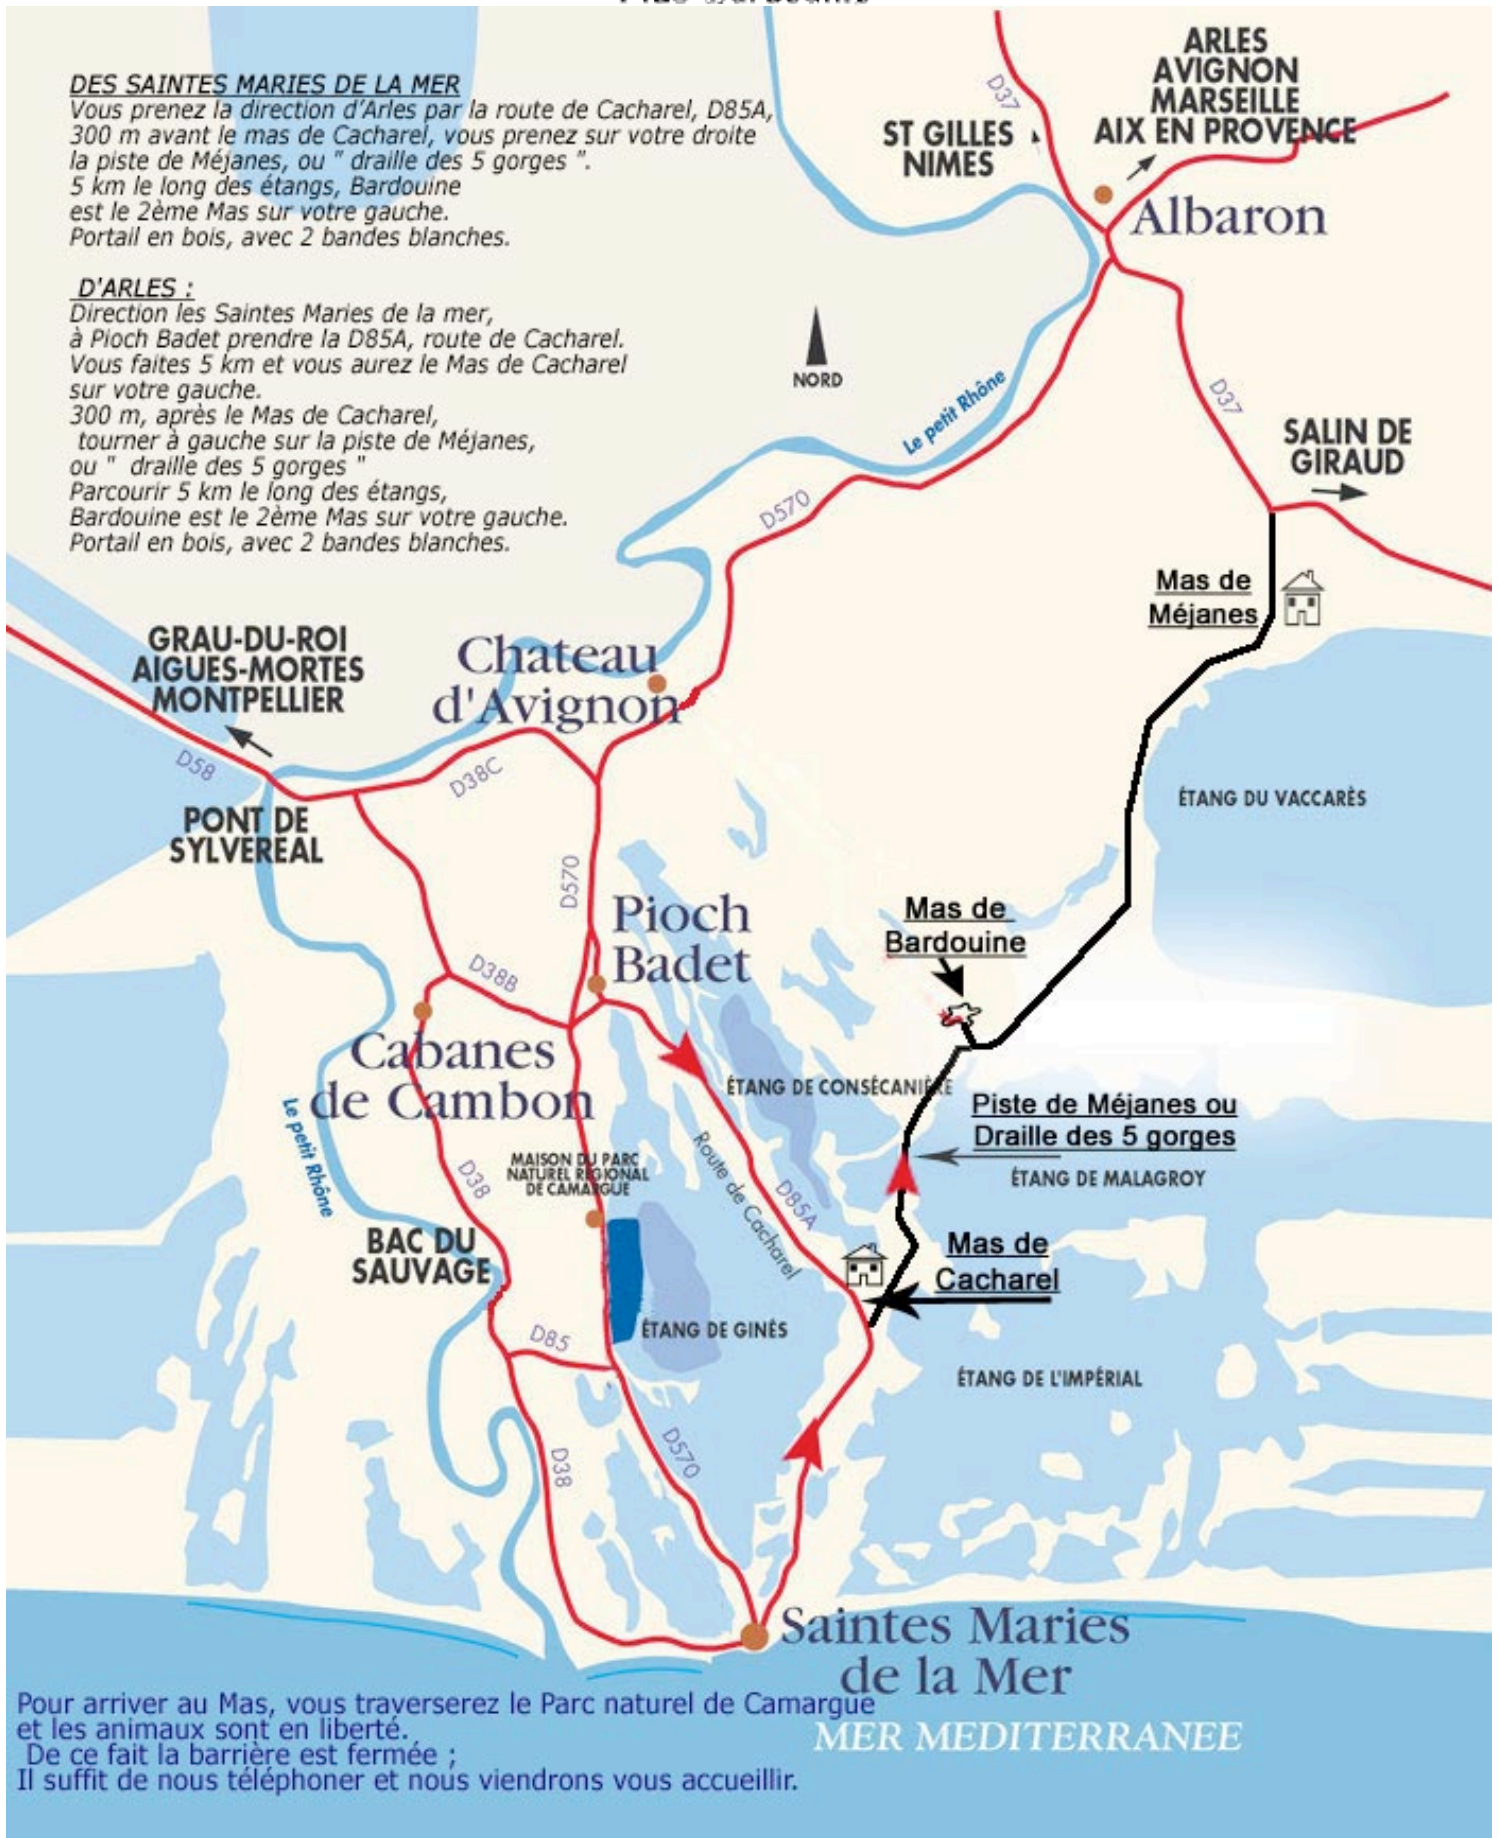 DES SAINTES MARIES DE LA MER
Vous prenez la direction d'Arles par la route de Cacharel, D85A,
300 m avant le mas de Cacharel, vous prenez sur votre droite
la piste de Méjanes, ou " draille des 5 gorges ".
5 km le long des étangs, Bardouine
est le 2ème Mas sur votre gauche.
Portail en bois, avec 2 bandes blanches.
D'ARLES :
Direction les Saintes Maries de la mer,
à Pioch Badet prendre la D85A, route de Cacharel.
Vous faites 5 km et vous aurez le Mas de Cacharel
sur votre gauche.
300 m, après le Mas de Cacharel,
tourner à gauche sur la piste de Méjanes,
ou " draille des 5 gorges "
Parcourir 5 km le long des étangs,
Bardouine est le 2ème Mas sur votre gauche.
Portail en bois, avec 2 bandes blanches.
D37
ST GILLES
NIMES
ARLES
AVIGNON
MARSEILLE
AIX EN PROVENCE
Albaron
NORD
Le petit Rhône
D37
SALIN DE
GIRAUD
D570
Mas de
Méjanes
GRAU-DU-ROI
AIGUES-MORTES
MONTPELLIER
Chateau
d'Avignon
D58
D38C
PONT DE
SYLVEREAL
ÉTANG DU VACCARÈS
D570
Pioch
Badet
Mas de
Bardouine
D38B
Cabanes
de Cambon
ÉTANG DE CONSÉCANIÈRE
Piste de Méjanes ou
Draille des 5 gorges
Le petit Rhône
D38
MAISON DU PARC
NATUREL RÉGIONAL
DE CAMARGUE
Route de Cacharel
D85A
ÉTANG DE MALAGROY
BAC DU
SAUVAGE
Mas de
Cacharel
D85
ÉTANG DE GINÉS
ÉTANG DE L'IMPÉRIAL
D38
D570
Saintes Maries
de la Mer
MER MEDITERRANEE
Pour arriver au Mas, vous traverserez le Parc naturel de Camargue
et les animaux sont en liberté.
De ce fait la barrière est fermée ;
Il suffit de nous téléphoner et nous viendrons vous accueillir.